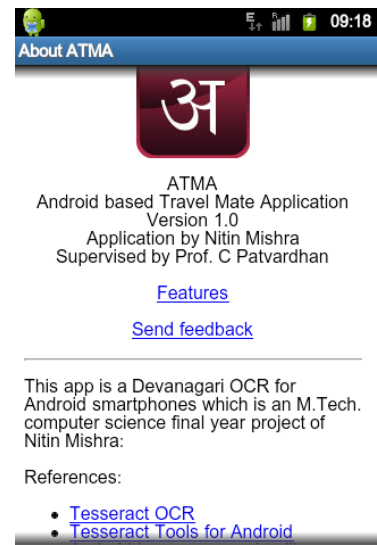 09:18
About ATMA
अ
ATMA
Android based Travel Mate Application
Version 1.0
Application by Nitin Mishra
Supervised by Prof. C Patvardhan
Features
Send feedback
This app is a Devanagari OCR for
Android smartphones which is an M.Tech.
computer science final year project of
Nitin Mishra:
References:
Tesseract OCR
Tesseract Tools for Android